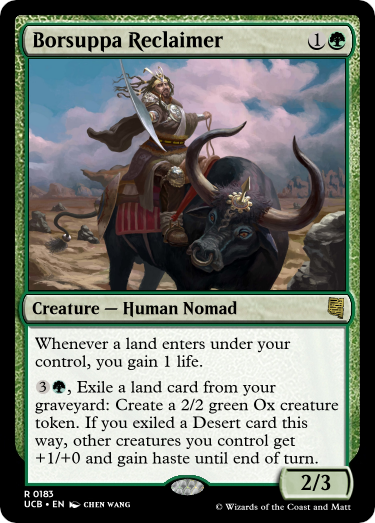 Borsuppa Reclaimer 1
Creature — Human Nomad
Whenever a land enters under your
control, you gain 1 life.
3, Exile a land card from your
graveyard: Create a 2/2 green Ox creature
token. If you exiled a Desert card this
way, other creatures you control get
+1/+0 and gain haste until end of turn.
2/3
R 0183
UCB • EN CHEN WANG
© Wizards of the Coast and Matt